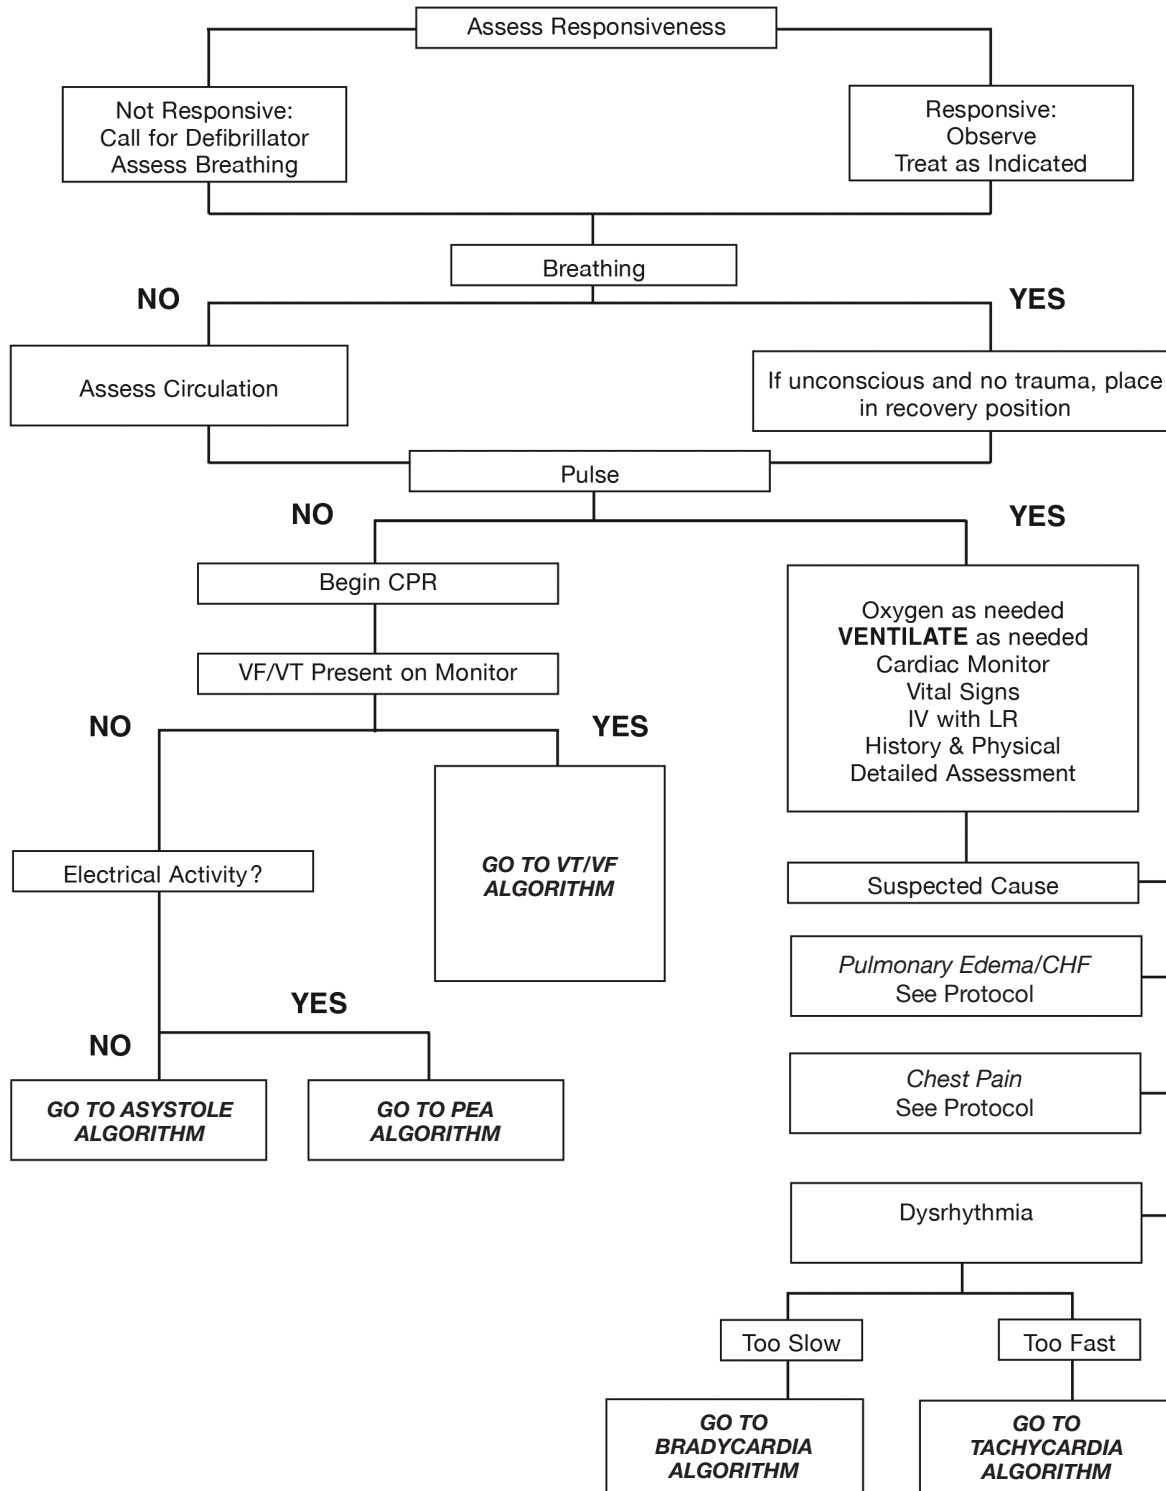 Assess Responsiveness
Not Responsive:
Call for Defibrillator
Assess Breathing
Responsive:
Observe
Treat as Indicated
Breathing
NO
YES
Assess Circulation
If unconscious and no trauma, place
in recovery position
Pulse
NO
YES
Begin CPR
VF/VT Present on Monitor
NO
YES
Oxygen as needed
VENTILATE as needed
Cardiac Monitor
Vital Signs
IV with LR
History & Physical
Detailed Assessment
Electrical Activity?
GO TO VT/VF
ALGORITHM
Suspected Cause
Pulmonary Edema/CHF
See Protocol
YES
NO
GO TO ASYSTOLE
ALGORITHM
GO TO PEA
ALGORITHM
Chest Pain
See Protocol
Dysrhythmia
Too Slow
Too Fast
GO TO
BRADYCARDIA
ALGORITHM
GO TO
TACHYCARDIA
ALGORITHM